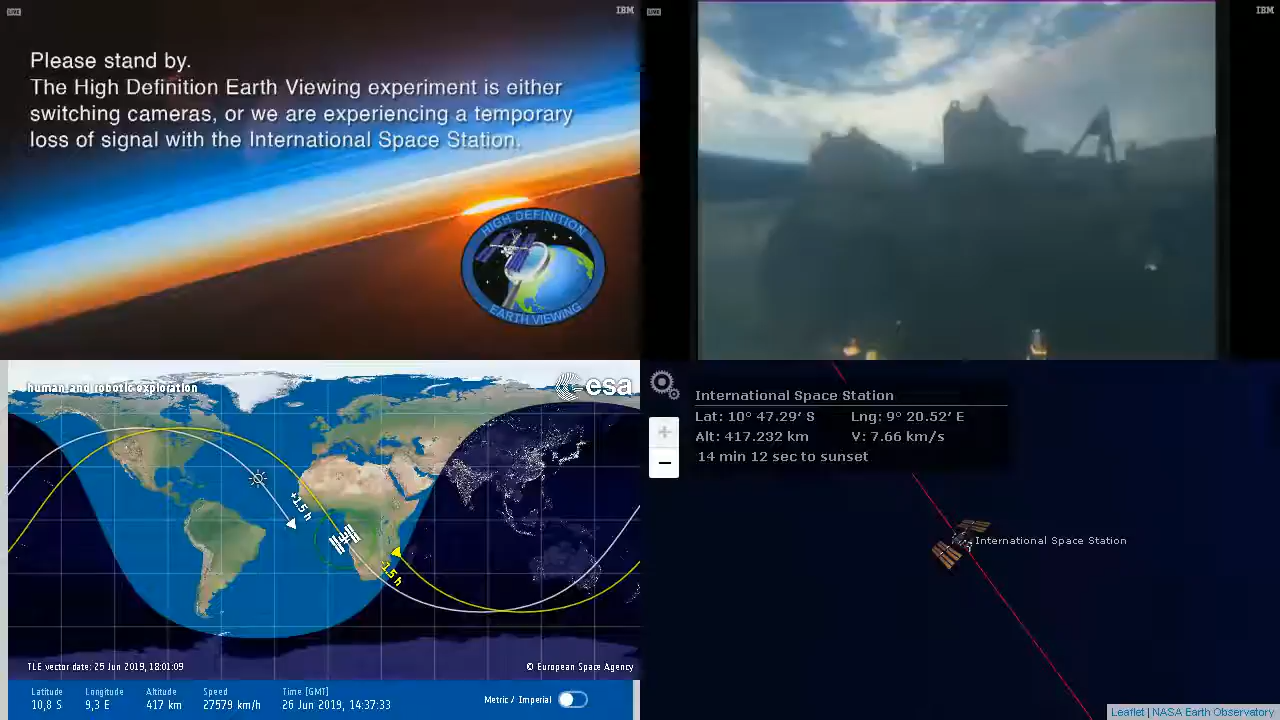 LIVE
IBM
Please stand by.
The High Definition Earth Viewing experiment is either
switching cameras, or we are experiencing a temporary
loss of signal with the International Space Station.
HIGH DEFINITION
EARTH VIEWING
LIVE
IBM
human and robotic exploration
esa
+1.5 h
-1.5 h
TLE vector date: 25 Jun 2019, 18:01:09
© European Space Agency
Latitude Longitude Altitude Speed Time [GMT]
10,8 S 9,3 E 417 km 27579 km/h 26 Jun 2019, 14:37:33
Metric / Imperial
International Space Station
Lat: 10° 47.29′ S Lng: 9° 20.52′ E
Alt: 417.232 km V: 7.66 km/s
14 min 12 sec to sunset
+
−
International Space Station
Leaflet | NASA Earth Observatory